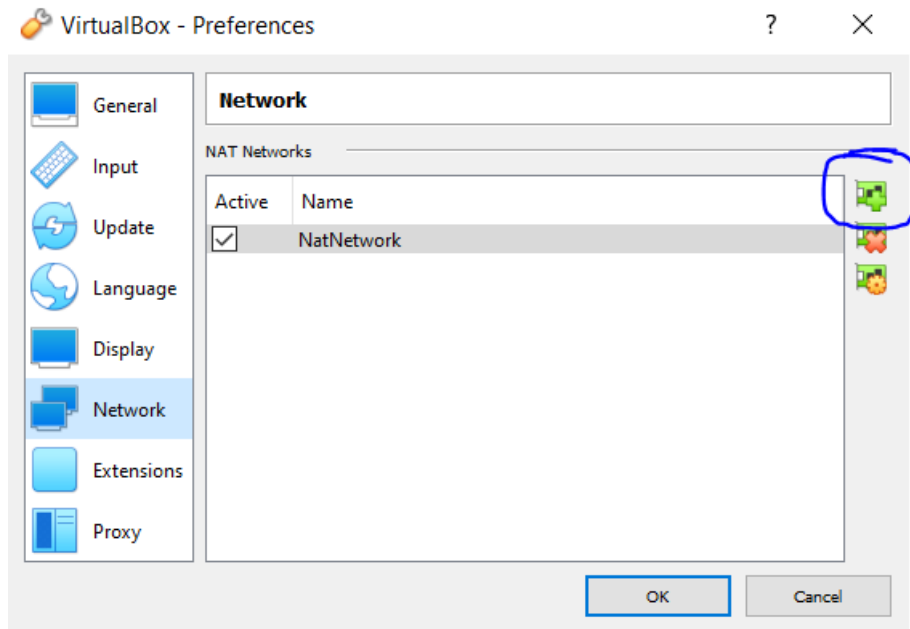 VirtualBox - Preferences
?
General
Input
Update
Language
Display
Network
Extensions
Proxy
Network
NAT Networks
Active Name
NatNetwork
OK
Cancel